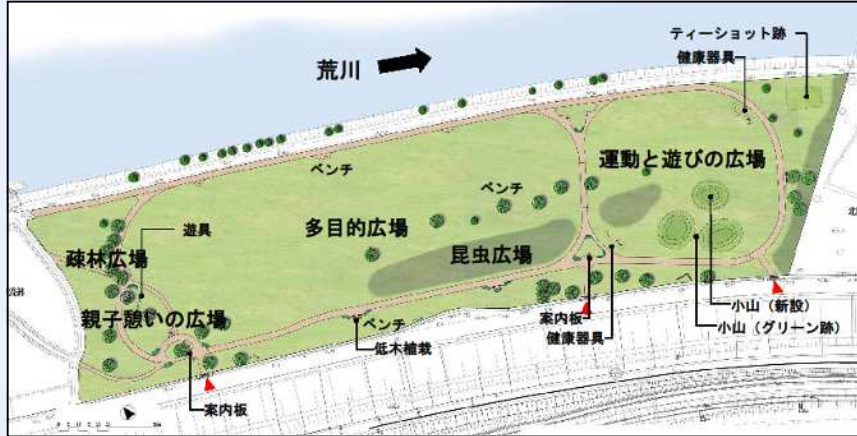 ティーショット跡
健康器具
荒川
運動と遊びの広場
ベンチ
ベンチ
遊具
多目的広場
疎林広場
昆虫広場
親子憩いの広場
小山（新設）
案内板
ベンチ
小山（グリーン跡）
健康器具
低木植栽
案内板